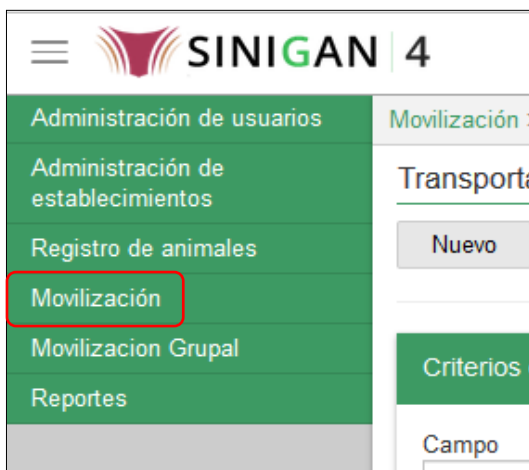 SINIGAN 4
Administración de usuarios
Administración de
establecimientos
Registro de animales
Movilización
Movilizacion Grupal
Reportes
Movilización
Nuevo
Criterios
Campo